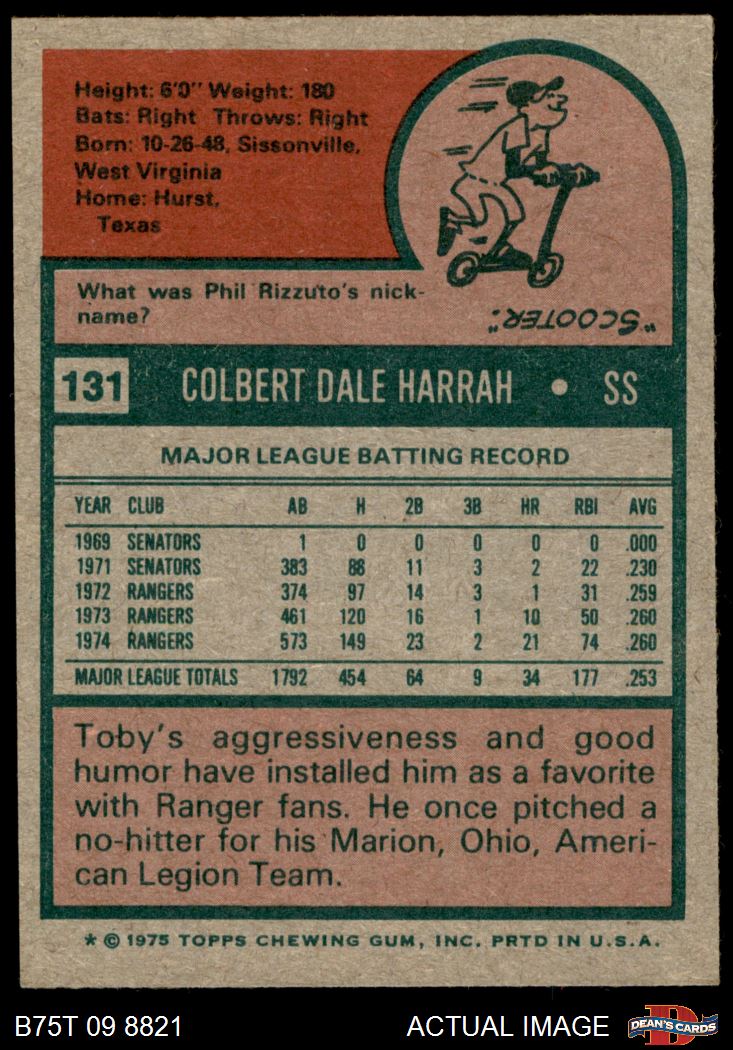 Height: 6'0" Weight: 180
Bats: Right Throws: Right
Born: 10-26-48, Sissonville,
West Virginia
Home: Hurst,
Texas
What was Phil Rizzuto's nick-
name?
"SCOOTER."
131 COLBERT DALE HARRAH • SS
MAJOR LEAGUE BATTING RECORD
YEAR CLUB AB H 2B 3B HR RBI AVG
1969 SENATORS 1 0 0 0 0 0 .000
1971 SENATORS 383 88 11 3 2 22 .230
1972 RANGERS 374 97 14 3 1 31 .259
1973 RANGERS 461 120 16 1 10 50 .260
1974 RANGERS 573 149 23 2 21 74 .260
MAJOR LEAGUE TOTALS 1792 454 64 9 34 177 .253
Toby's aggressiveness and good
humor have installed him as a favorite
with Ranger fans. He once pitched a
no-hitter for his Marion, Ohio, Ameri-
can Legion Team.
* © 1975 TOPPS CHEWING GUM, INC. PRTD IN U.S.A.
B75T 09 8821 ACTUAL IMAGE D DEAN'S CARDS